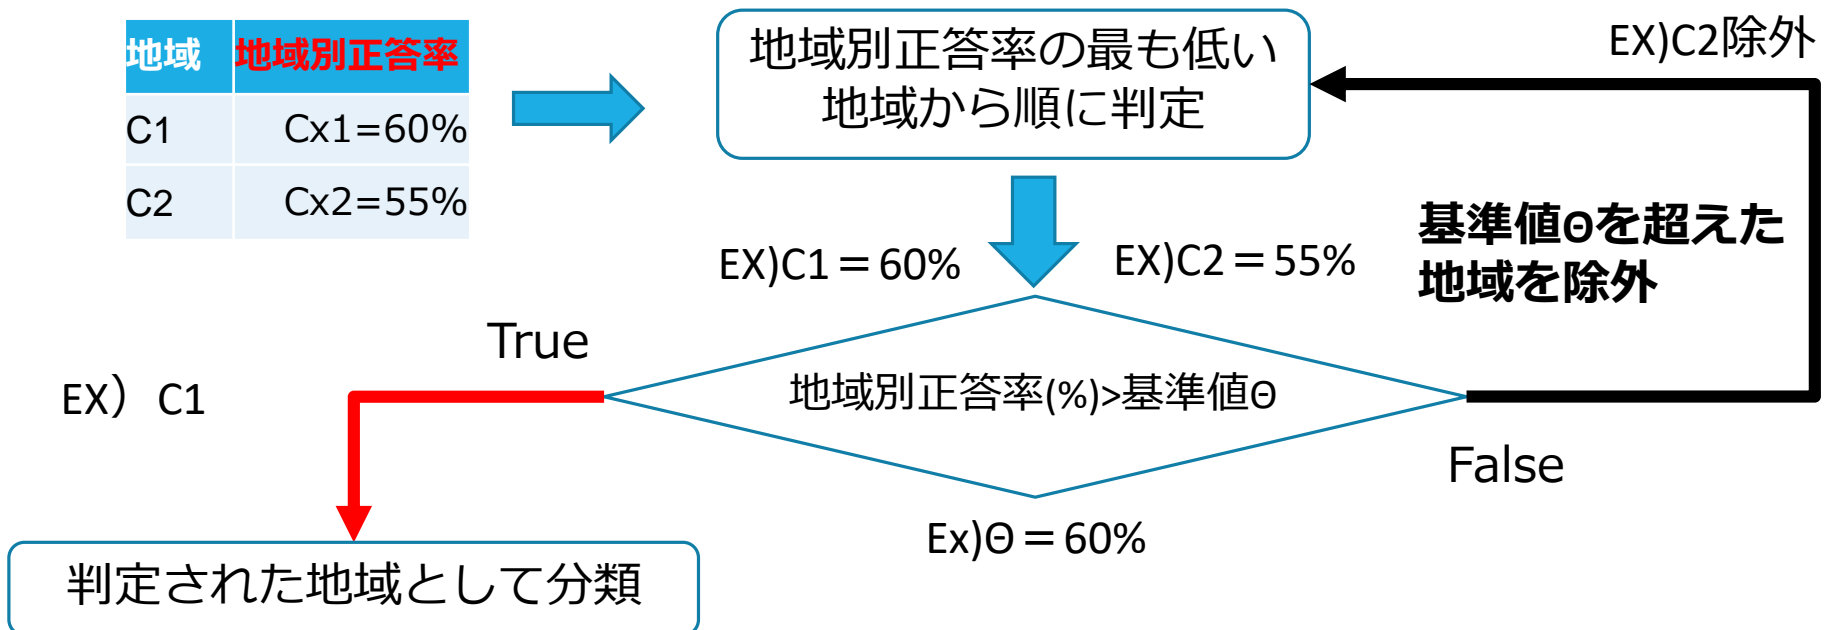 地域 地域別正答率
C1 Cx1=60%
C2 Cx2=55%
地域別正答率の最も低い
地域から順に判定
EX)C2除外
基準値Θを超えた
地域を除外
EX)C1＝60%
EX)C2＝55%
True
地域別正答率(%)>基準値Θ
EX） C1
False
Ex)Θ＝60%
判定された地域として分類